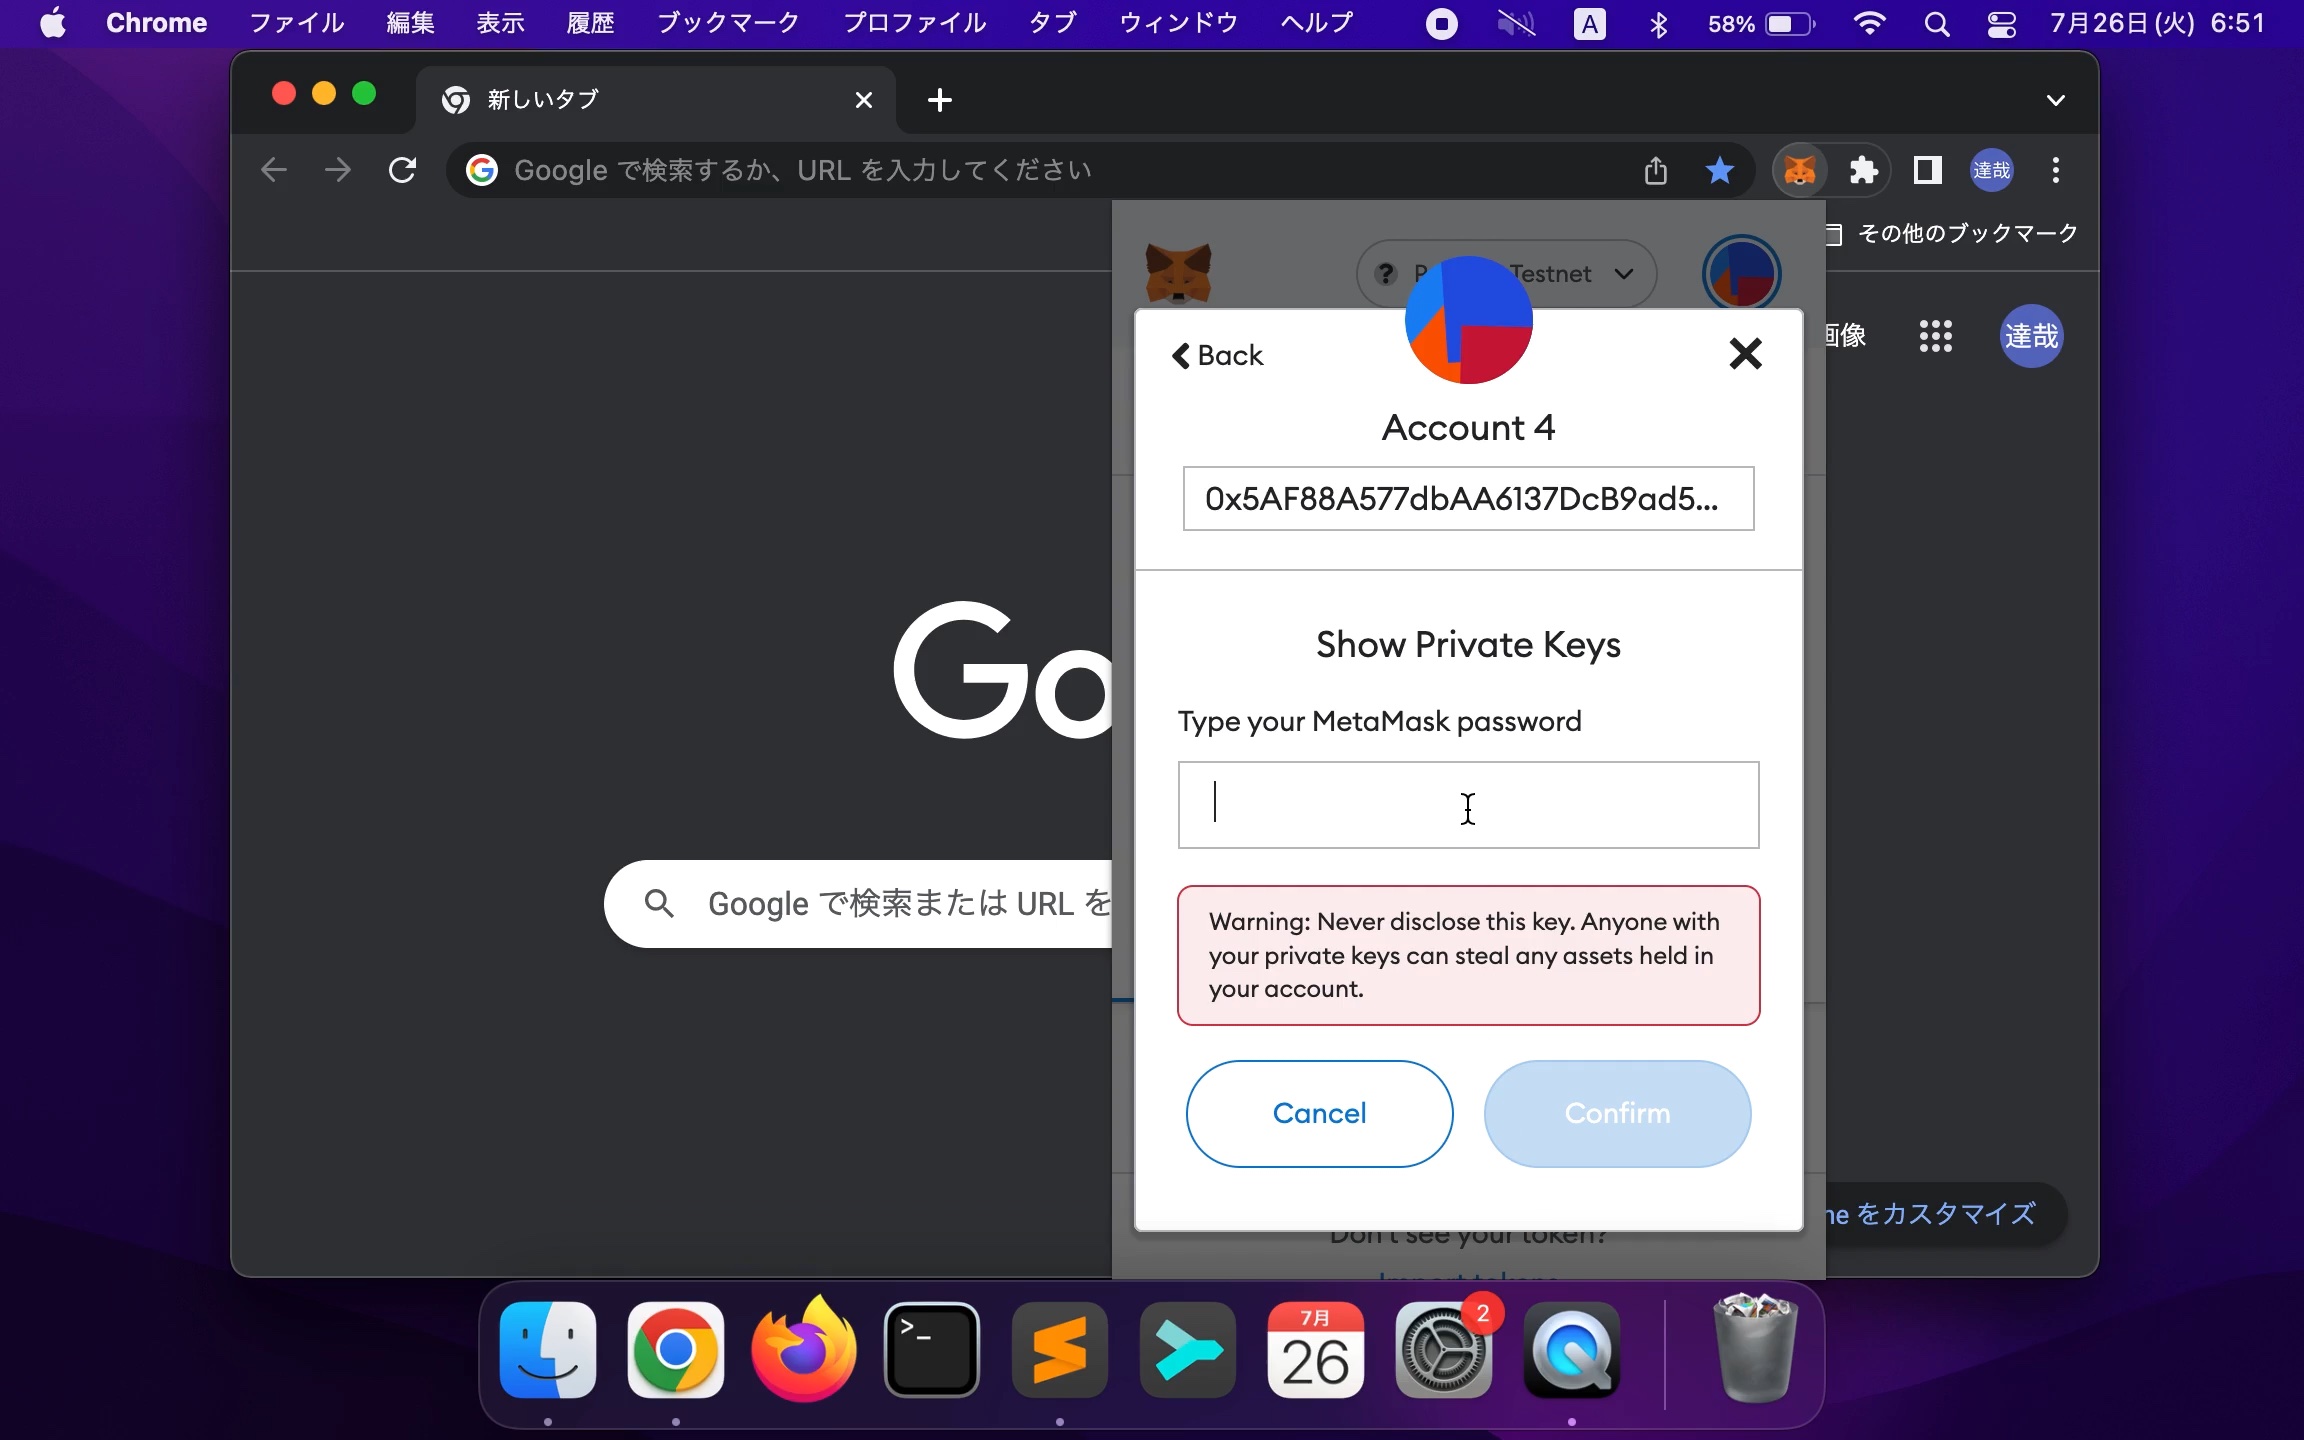 Chrome ファイル 編集 表示 履歴 ブックマーク プロファイル タブ ウィンドウ ヘルプ A 58% 7月26日(火) 6:51
新しいタブ
Google で検索するか、URL を入力してください 達哉
その他のブックマーク
Testnet
画像 達哉
Back
Account 4
0x5AF88A577dbAA6137DcB9ad5...
Show Private Keys
Type your MetaMask password
Go
Google で検索または URL を
Warning: Never disclose this key. Anyone with
your private keys can steal any assets held in
your account.
Cancel Confirm
をカスタマイズ
Don't see your token?
Import tokens
7月
26
2